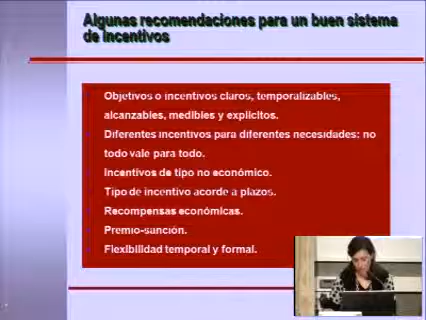 Algunas recomendaciones para un buen sistema
de incentivos
Objetivos o incentivos claros, temporalizables,
alcanzables, medibles y explícitos.
Diferentes incentivos para diferentes necesidades: no
todo vale para todo.
Incentivos de tipo no económico.
Tipo de incentivo acorde a plazos.
Recompensas económicas.
Premio-sanción.
Flexibilidad temporal y formal.